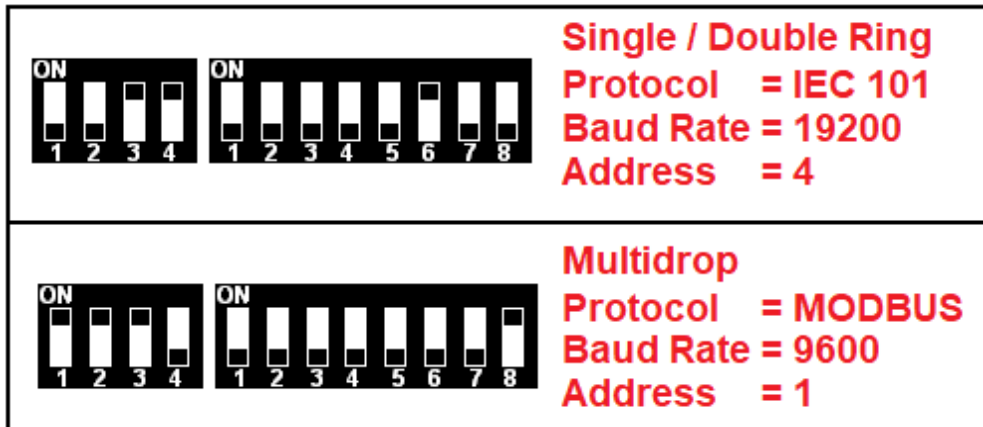 ON ON
1 2 3 4 1 2 3 4 5 6 7 8
Single / Double Ring
Protocol = IEC 101
Baud Rate = 19200
Address = 4
ON ON
1 2 3 4 1 2 3 4 5 6 7 8
Multidrop
Protocol = MODBUS
Baud Rate = 9600
Address = 1